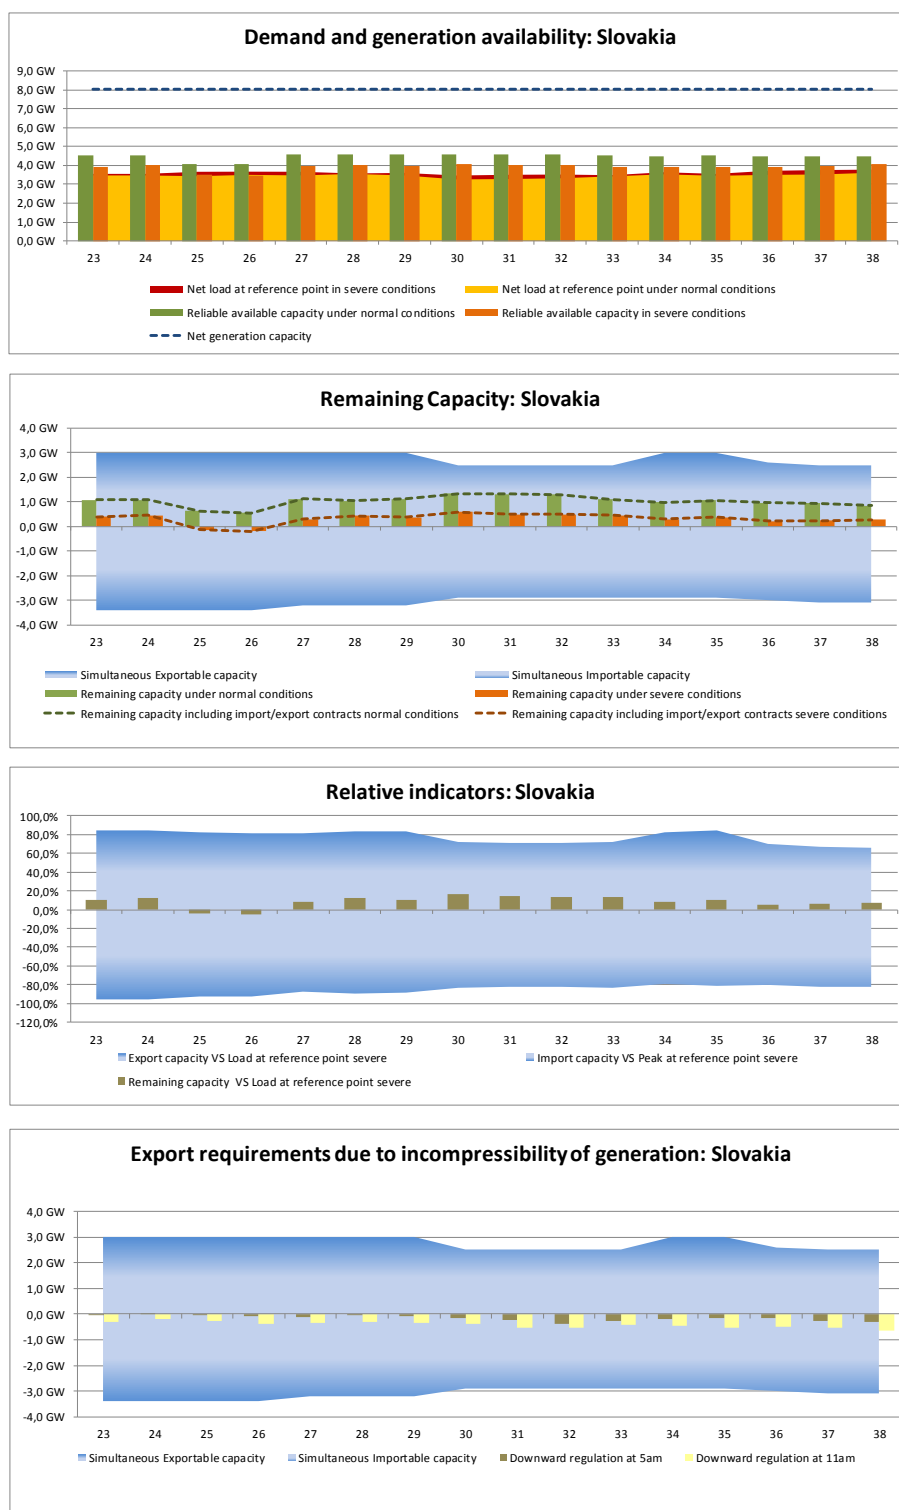 Demand and generation availability: Slovakia
9,0 GW
8,0 GW
7,0 GW
6,0 GW
5,0 GW
4,0 GW
3,0 GW
2,0 GW
1,0 GW
0,0 GW
23 24 25 26 27 28 29 30 31 32 33 34 35 36 37 38
Net load at reference point in severe conditions Net load at reference point under normal conditions
Reliable available capacity under normal conditions Reliable available capacity in severe conditions
Net generation capacity
Remaining Capacity: Slovakia
4,0 GW
3,0 GW
2,0 GW
1,0 GW
0,0 GW
-1,0 GW
-2,0 GW
-3,0 GW
-4,0 GW
23 24 25 26 27 28 29 30 31 32 33 34 35 36 37 38
Simultaneous Exportable capacity Simultaneous Importable capacity
Remaining capacity under normal conditions Remaining capacity under severe conditions
Remaining capacity including import/export contracts normal conditions Remaining capacity including import/export contracts severe conditions
Relative indicators: Slovakia
100,0%
80,0%
60,0%
40,0%
20,0%
0,0%
-20,0%
-40,0%
-60,0%
-80,0%
-100,0%
-120,0%
23 24 25 26 27 28 29 30 31 32 33 34 35 36 37 38
Export capacity VS Load at reference point severe Import capacity VS Peak at reference point severe
Remaining capacity VS Load at reference point severe
Export requirements due to incompressibility of generation: Slovakia
4,0 GW
3,0 GW
2,0 GW
1,0 GW
0,0 GW
-1,0 GW
-2,0 GW
-3,0 GW
-4,0 GW
23 24 25 26 27 28 29 30 31 32 33 34 35 36 37 38
Simultaneous Exportable capacity Simultaneous Importable capacity Downward regulation at 5am Downward regulation at 11am